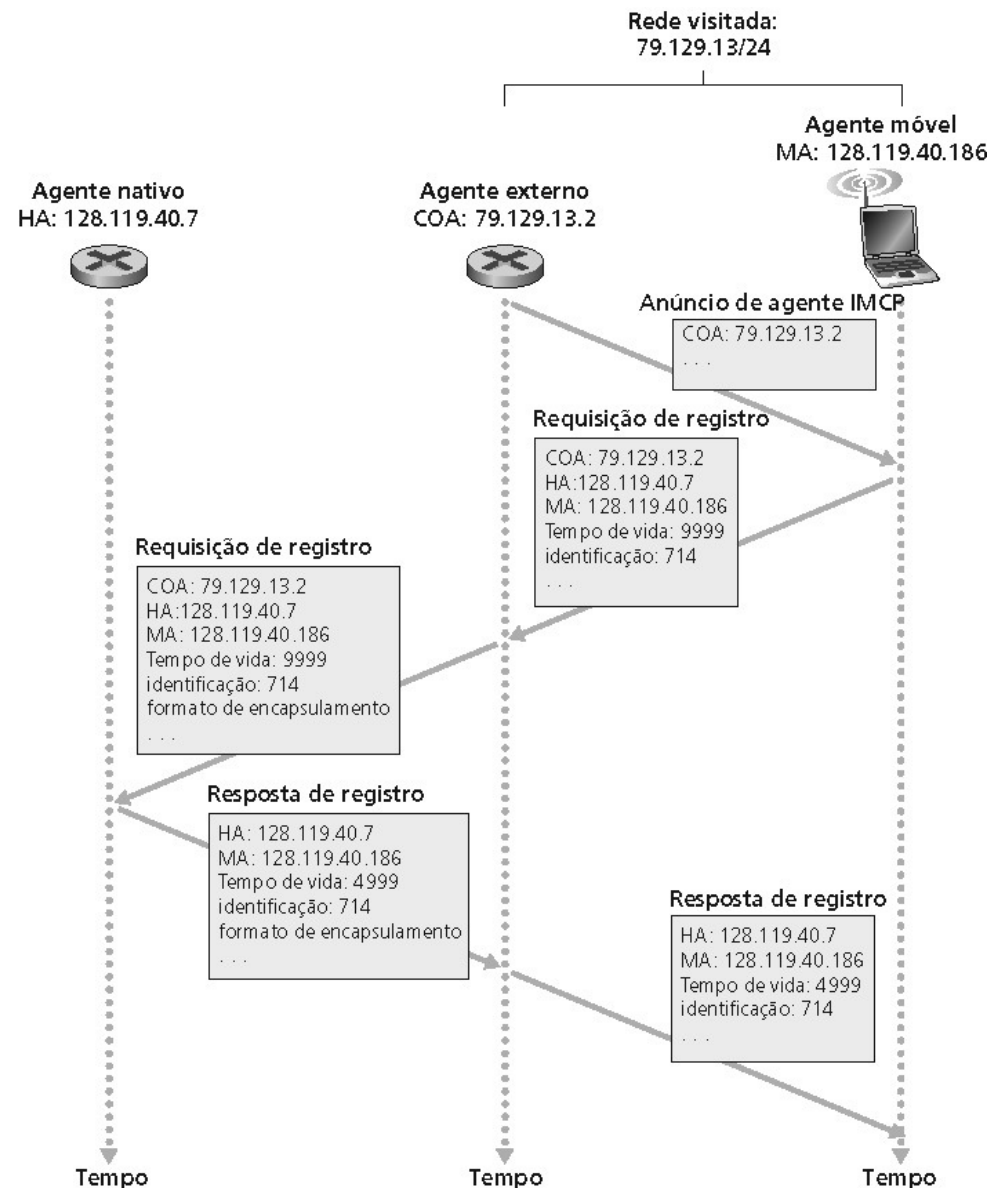 Rede visitada:
79.129.13/24
Agente móvel
MA: 128.119.40.186
Agente nativo
HA: 128.119.40.7
Agente externo
COA: 79.129.13.2
Anúncio de agente IMCP
COA: 79.129.13.2
. . .
Requisição de registro
COA: 79.129.13.2
HA:128.119.40.7
MA: 128.119.40.186
Tempo de vida: 9999
identificação: 714
. . .
Requisição de registro
COA: 79.129.13.2
HA:128.119.40.7
MA: 128.119.40.186
Tempo de vida: 9999
identificação: 714
formato de encapsulamento
. . .
Resposta de registro
HA: 128.119.40.7
MA: 128.119.40.186
Tempo de vida: 4999
identificação: 714
formato de encapsulamento
. . .
Resposta de registro
HA: 128.119.40.7
MA: 128.119.40.186
Tempo de vida: 4999
identificação: 714
. . .
Tempo
Tempo
Tempo